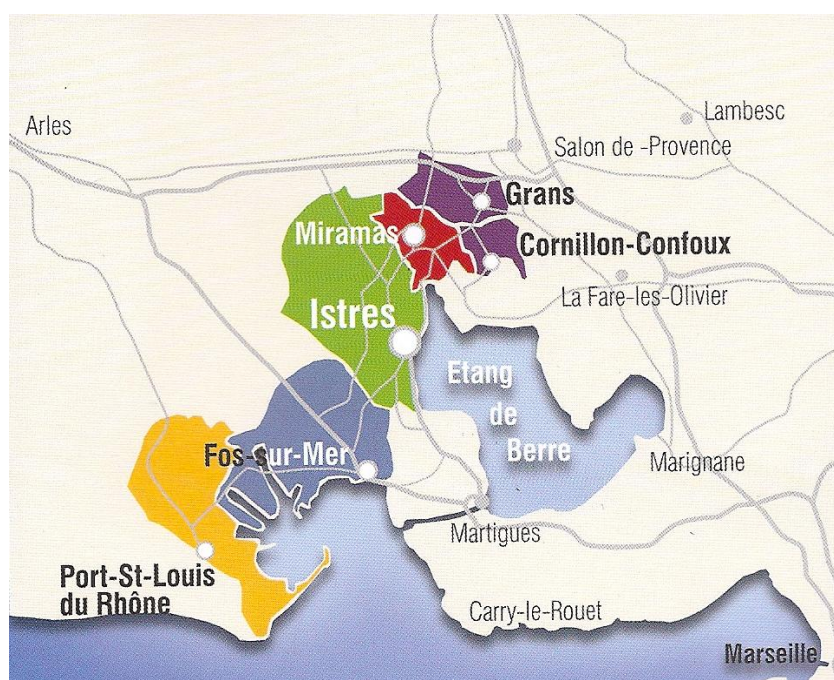 Lambesc
Arles
Salon de -Provence
Grans
Miramas
Cornillon-Confoux
La Fare-les-Olivier
Istres
Etang
de
Berre
Fos-sur-Mer
Marignane
Martigues
Port-St-Louis
du Rhône
Carry-le-Rouet
Marseille